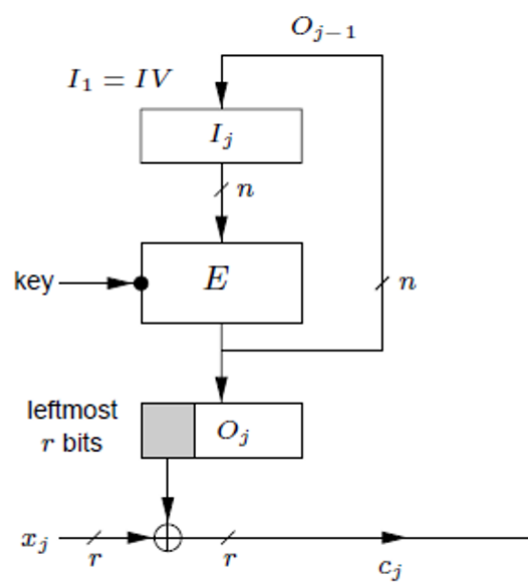 O_{j−1}
I_1 = IV
I_j
n
key
E
n
leftmost
r bits
O_j
x_j
r
r
c_j